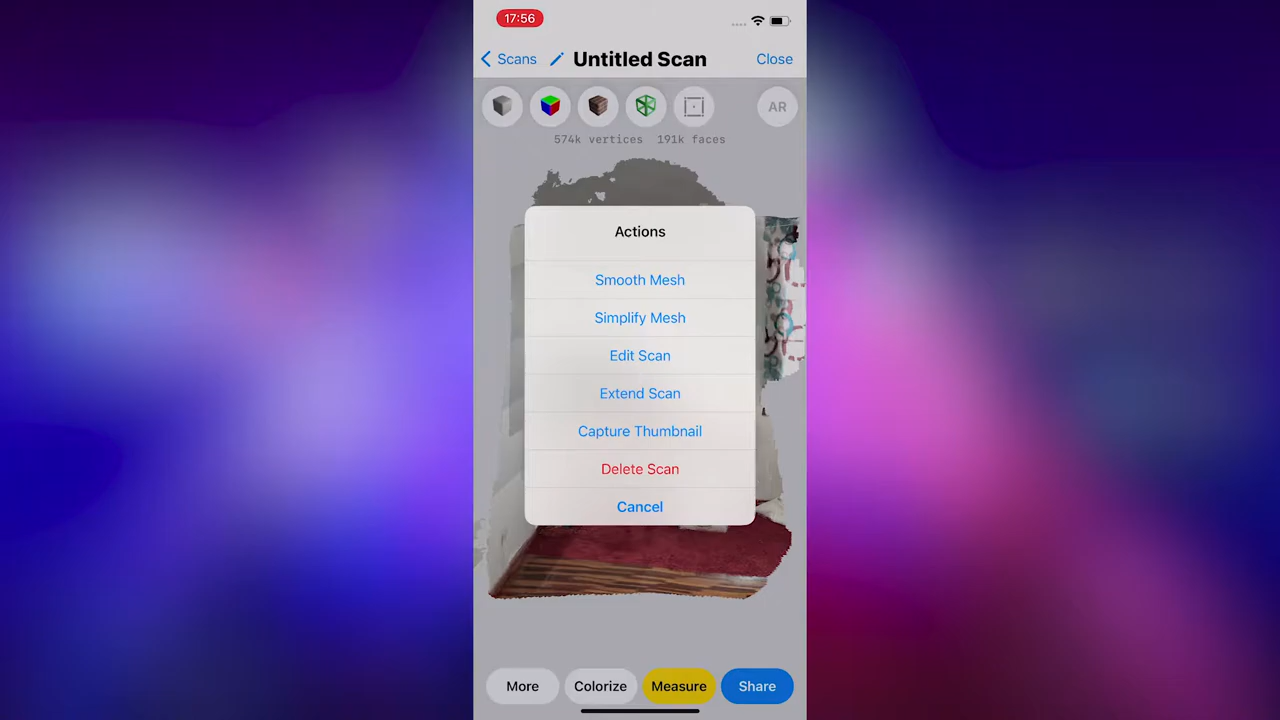 17:56
Scans
Untitled Scan
Close
AR
574k vertices 191k faces
Actions
Smooth Mesh
Simplify Mesh
Edit Scan
Extend Scan
Capture Thumbnail
Delete Scan
Cancel
More
Colorize
Measure
Share